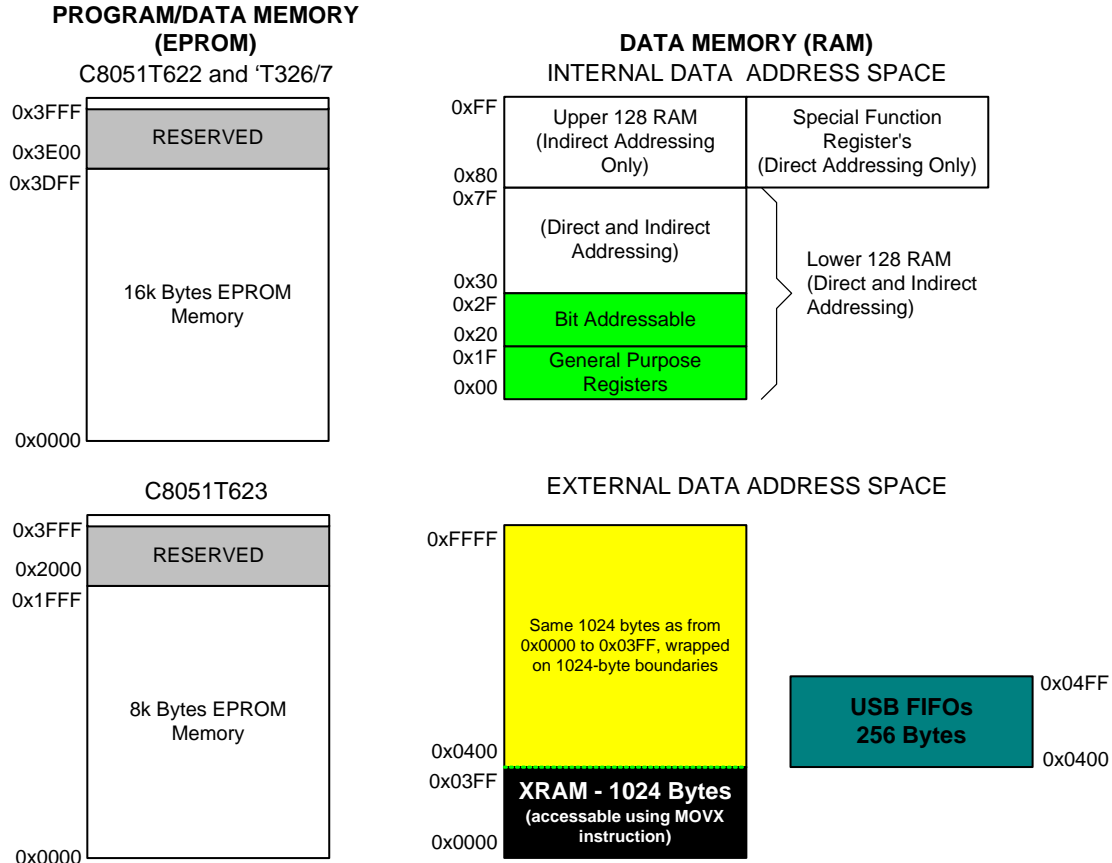 PROGRAM/DATA MEMORY
(EPROM)
C8051T622 and ‘T326/7
0x3FFF
RESERVED
0x3E00
0x3DFF
16k Bytes EPROM
Memory
0x0000
C8051T623
0x3FFF
RESERVED
0x2000
0x1FFF
8k Bytes EPROM
Memory
0x0000
DATA MEMORY (RAM)
INTERNAL DATA ADDRESS SPACE
0xFF
Upper 128 RAM
(Indirect Addressing
Only)
0x80
Special Function
Register's
(Direct Addressing Only)
0x7F
(Direct and Indirect
Addressing)
0x30
0x2F
Bit Addressable
0x20
0x1F
General Purpose
Registers
0x00
Lower 128 RAM
(Direct and Indirect
Addressing)
EXTERNAL DATA ADDRESS SPACE
0xFFFF
Same 1024 bytes as from
0x0000 to 0x03FF, wrapped
on 1024-byte boundaries
0x0400
0x03FF
XRAM - 1024 Bytes
(accessable using MOVX
instruction)
0x0000
0x04FF
USB FIFOs
256 Bytes
0x0400